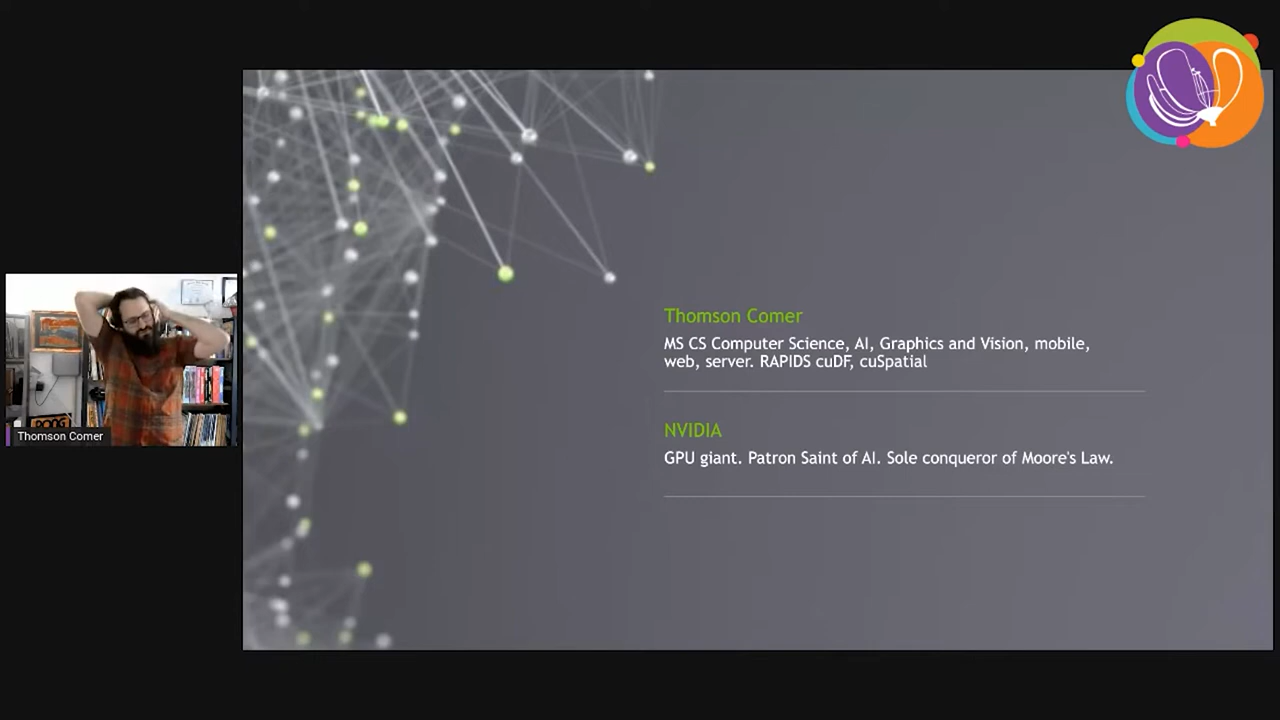 Thomson Comer
MS CS Computer Science, AI, Graphics and Vision, mobile,
web, server. RAPIDS cuDF, cuSpatial
NVIDIA
GPU giant. Patron Saint of AI. Sole conqueror of Moore's Law.
Thomson Comer